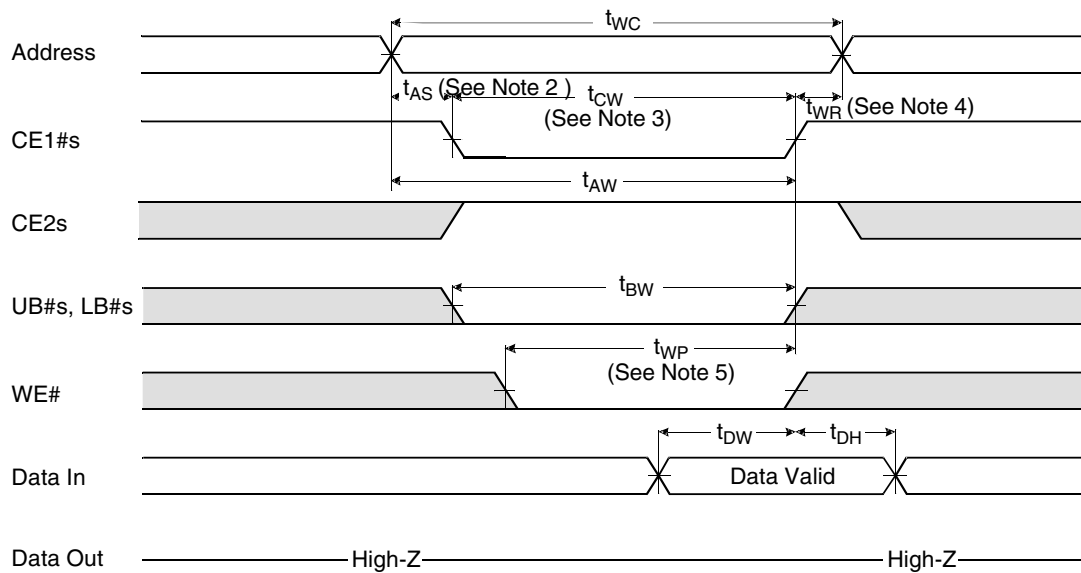 tWC
Address
tAS (See Note 2 )
tCW
(See Note 3)
tWR (See Note 4)
CE1#s
tAW
CE2s
tBW
UB#s, LB#s
tWP
(See Note 5)
WE#
tDW
tDH
Data In
Data Valid
Data Out
High-Z
High-Z